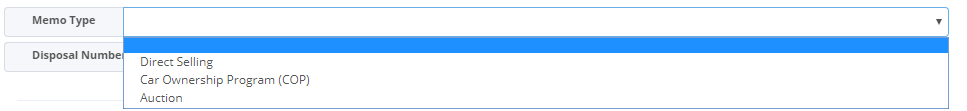 Memo Type
Disposal Number
Direct Selling
Car Ownership Program (COP)
Auction